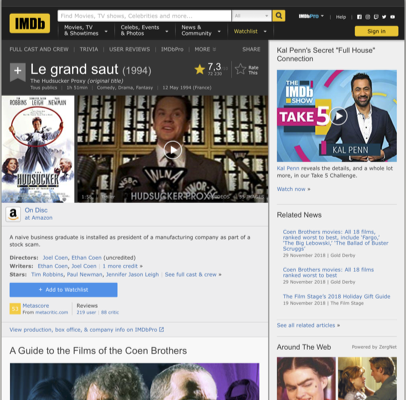 IMDb
Find Movies, TV shows, Celebrities and more...
All
IMDbPro
Help
Movies, TV
& Showtimes
Celebs, Events
& Photos
News &
Community
Watchlist
Sign in
FULL CAST AND CREW | TRIVIA | USER REVIEWS | IMDbPro | MORE
SHARE
Le grand saut (1994)
The Hudsucker Proxy (original title)
Tous publics | 1h 51min | Comedy, Drama, Fantasy | 12 May 1994 (France)
7,3
Rate
This
ROBBINS
LEIGH
NEWMAN
HUDSUCKER
HUDSUCKER PROXY
On Disc
at Amazon
A naive business graduate is installed as president of a manufacturing company as part of a
stock scam.
Directors: Joel Coen, Ethan Coen (uncredited)
Writers: Ethan Coen, Joel Coen | 1 more credit »
Stars: Tim Robbins, Paul Newman, Jennifer Jason Leigh | See full cast & crew »
+ Add to Watchlist
Metascore
From metacritic.com
Reviews
219 user | 88 critic
View production, box office, & company info on IMDbPro
A Guide to the Films of the Coen Brothers
Kal Penn's Secret "Full House"
Connection
THE
IMDb
SHOW
TAKE 5
KAL PENN
Kal Penn reveals the details, and a whole lot
more, in our Take 5 Challenge.
Watch now »
Related News
Coen Brothers movies: All 18 films,
ranked worst to best, include 'Fargo,'
'The Big Lebowski,' 'The Ballad of Buster
Scruggs'
29 November 2018 | Gold Derby
Coen Brothers movies: All 18 films
ranked worst to best
29 November 2018 | Gold Derby
The Film Stage's 2018 Holiday Gift Guide
19 November 2018 | The Film Stage
See all related articles »
Around The Web
Powered by ZergNet